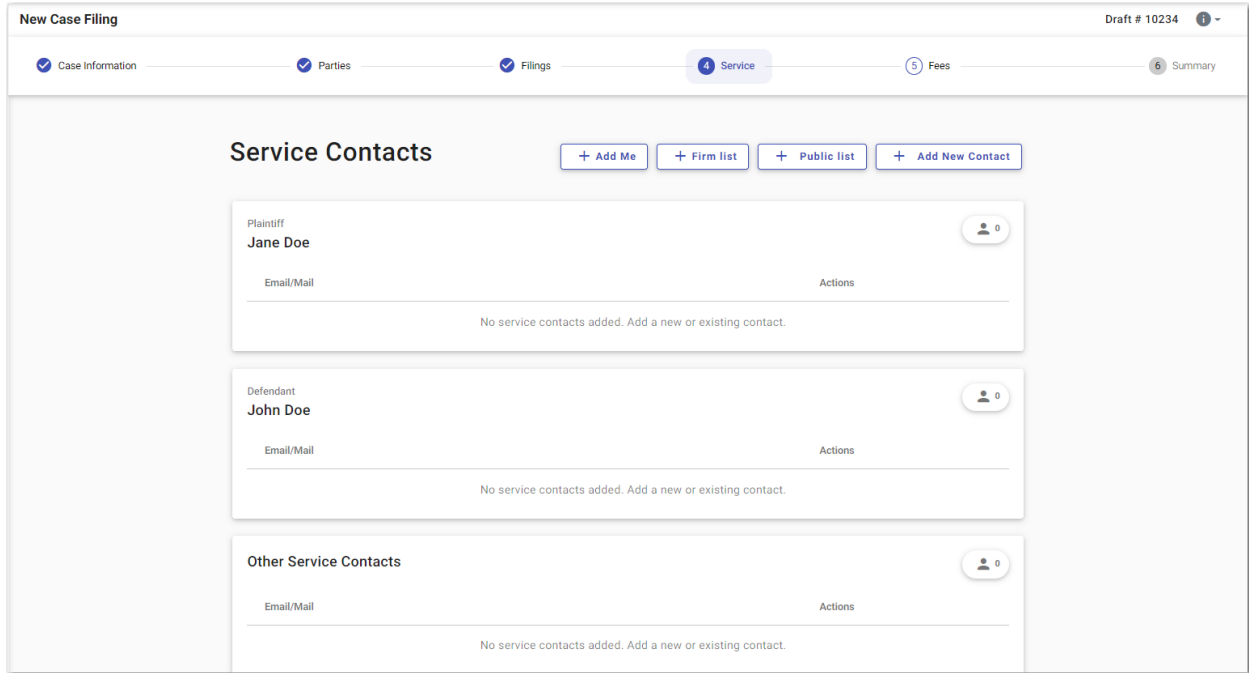 New Case Filing
Draft # 10234
Case Information
Parties
Filings
4 Service
5 Fees
6 Summary
Service Contacts
+ Add Me
+ Firm list
+ Public list
+ Add New Contact
Plaintiff
Jane Doe
0
Email/Mail Actions
No service contacts added. Add a new or existing contact.
Defendant
John Doe
0
Email/Mail Actions
No service contacts added. Add a new or existing contact.
Other Service Contacts
0
Email/Mail Actions
No service contacts added. Add a new or existing contact.